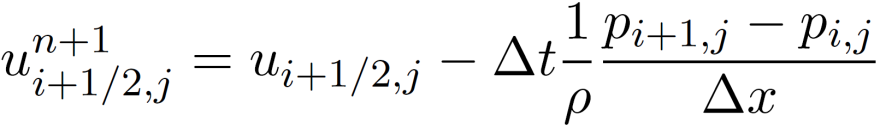 u^{n+1}_{i+1/2,j} = u_{i+1/2,j} - \Delta t \frac{1}{\rho} \frac{p_{i+1,j} - p_{i,j}}{\Delta x}